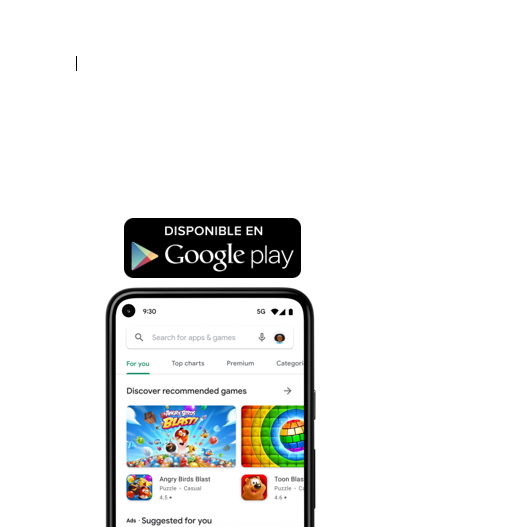 DISPONIBLE EN
Google play
9:30
5G
Search for apps & games
For you
Top charts
Premium
Categori
Discover recommended games
ANGRY BIRDS
BLAST!
Angry Birds Blast
Puzzle · Casual
4.5 ★
Toon Blas
Puzzle · C
4.6 ★
Ads · Suggested for you